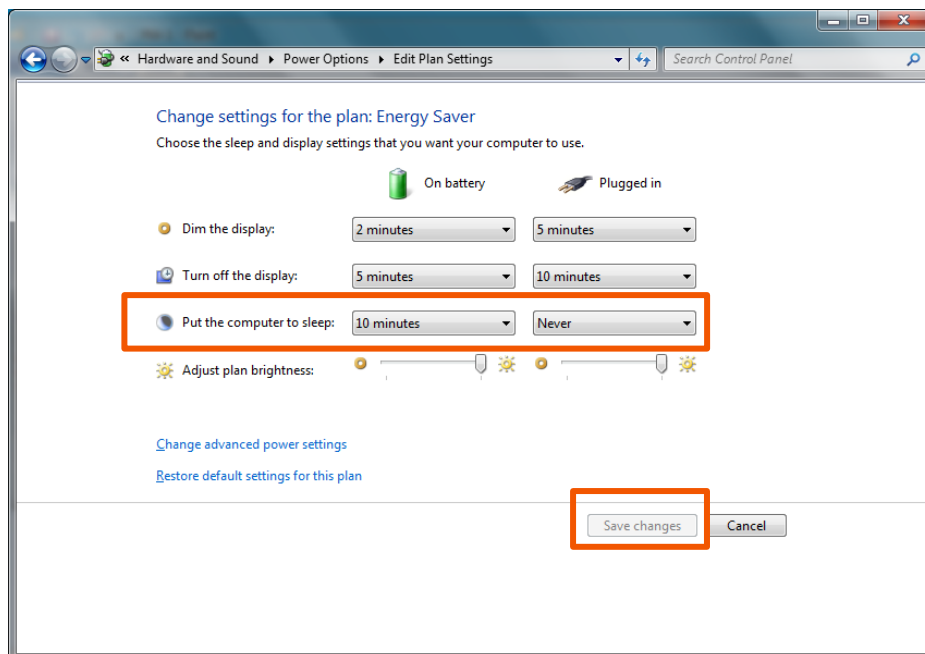 « Hardware and Sound ▸ Power Options ▸ Edit Plan Settings Search Control Panel
Change settings for the plan: Energy Saver
Choose the sleep and display settings that you want your computer to use.
On battery Plugged in
Dim the display: 2 minutes 5 minutes
Turn off the display: 5 minutes 10 minutes
Put the computer to sleep: 10 minutes Never
Adjust plan brightness:
Change advanced power settings
Restore default settings for this plan
Save changes Cancel